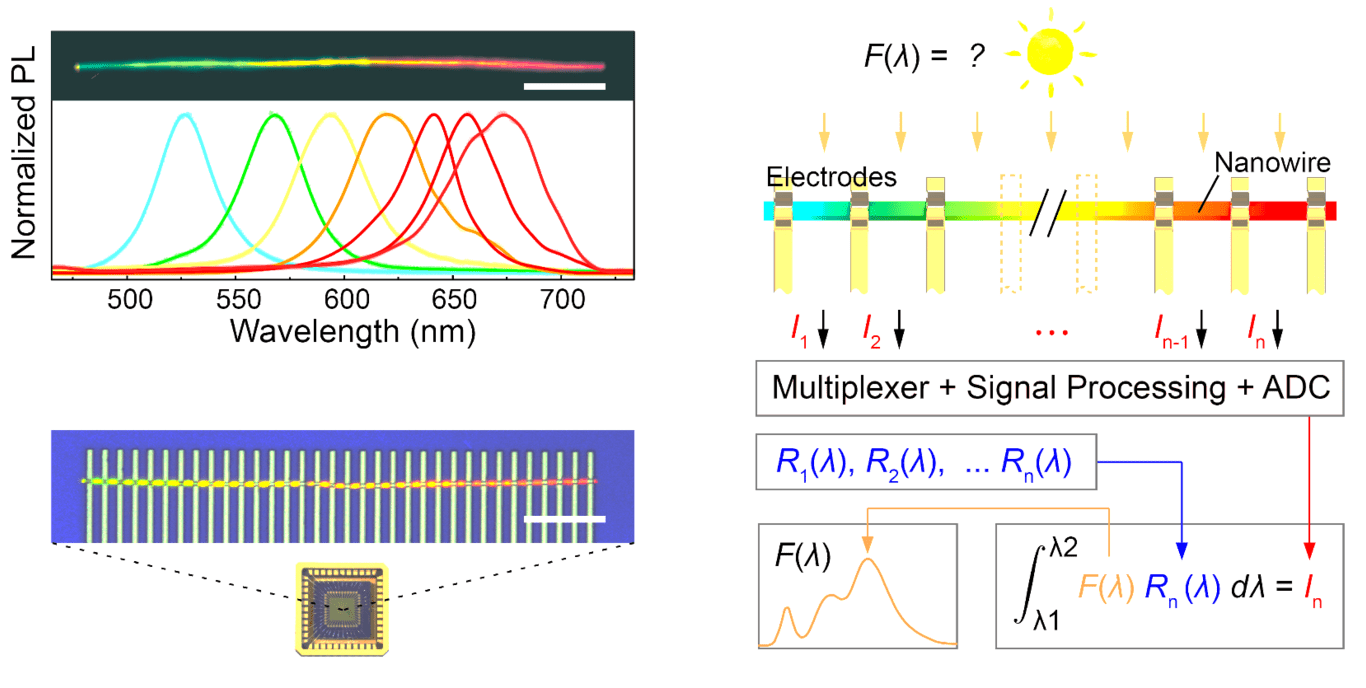 Normalized PL
500 550 600 650 700
Wavelength (nm)
F(λ) = ?
Electrodes
Nanowire
I1 I2 ... In-1 In
Multiplexer + Signal Processing + ADC
R1(λ), R2(λ), ... Rn(λ)
F(λ)
∫λ1λ2 F(λ) Rn (λ) dλ = In